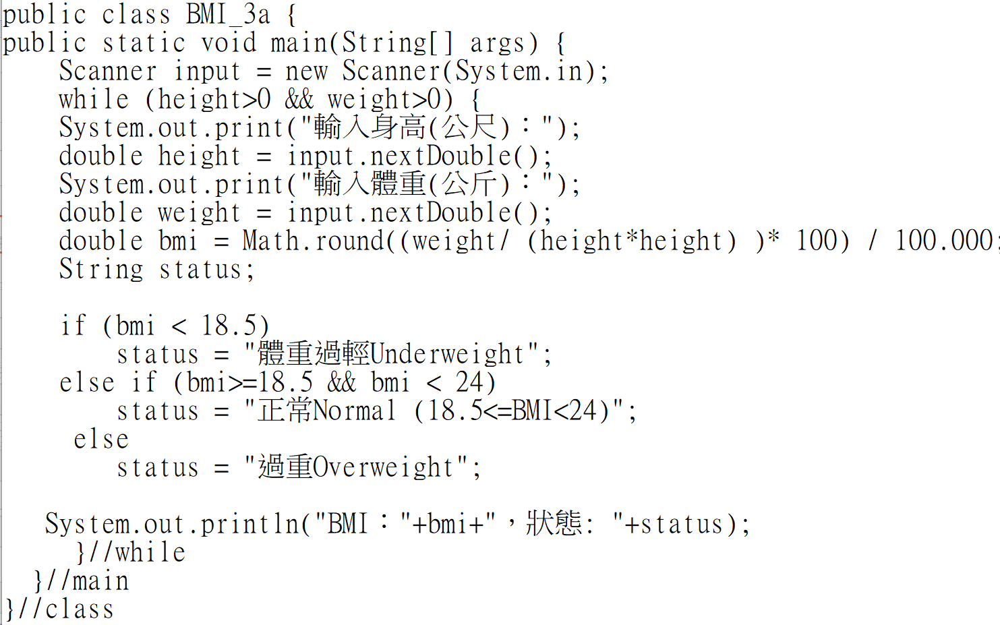 public class BMI_3a {
public static void main(String[] args) {
Scanner input = new Scanner(System.in);
while (height>0 && weight>0) {
System.out.print("輸入身高(公尺)：");
double height = input.nextDouble();
System.out.print("輸入體重(公斤)：");
double weight = input.nextDouble();
double bmi = Math.round((weight/ (height*height) )* 100) / 100.000;
String status;
if (bmi < 18.5)
status = "體重過輕Underweight";
else if (bmi>=18.5 && bmi < 24)
status = "正常Normal (18.5<=BMI<24)";
else
status = "過重Overweight";
System.out.println("BMI："+bmi+"，狀態: "+status);
}//while
}//main
}//class